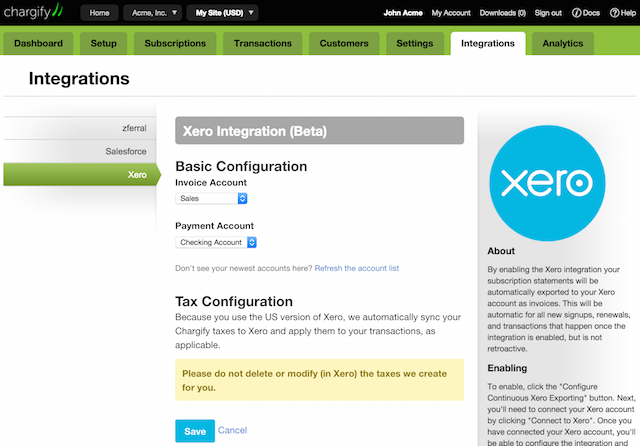 chargify
Home
Acme, Inc.
My Site (USD)
John Acme
My Account
Downloads (0)
Sign out
Docs
Help
Dashboard
Setup
Subscriptions
Transactions
Customers
Settings
Integrations
Analytics
Integrations
zferral
Salesforce
Xero
Xero Integration (Beta)
Basic Configuration
Invoice Account
Sales
Payment Account
Checking Account
Don't see your newest accounts here? Refresh the account list
Tax Configuration
Because you use the US version of Xero, we automatically sync your
Chargify taxes to Xero and apply them to your transactions, as
applicable.
Please do not delete or modify (in Xero) the taxes we create
for you.
Save
Cancel
xero
About
By enabling the Xero integration your
subscription statements will be
automatically exported to your Xero
account as invoices. This will be
automatic for all new signups, renewals,
and transactions that happen once the
integration is enabled, but is not
retroactive.
Enabling
To enable, click the "Configure
Continuous Xero Exporting" button. Next,
you'll need to connect your Xero account
by clicking "Connect to Xero". Once you
have connected your Xero account, you'll
be able to configure the integration and